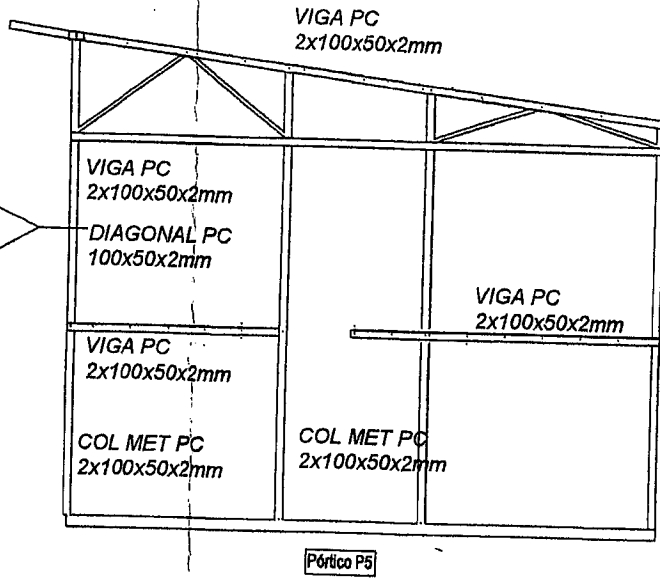 VIGA PC
2x100x50x2mm
VIGA PC
2x100x50x2mm
DIAGONAL PC
100x50x2mm
VIGA PC
2x100x50x2mm
VIGA PC
2x100x50x2mm
COL MET PC
2x100x50x2mm
COL MET PC
2x100x50x2mm
Pórtico P5